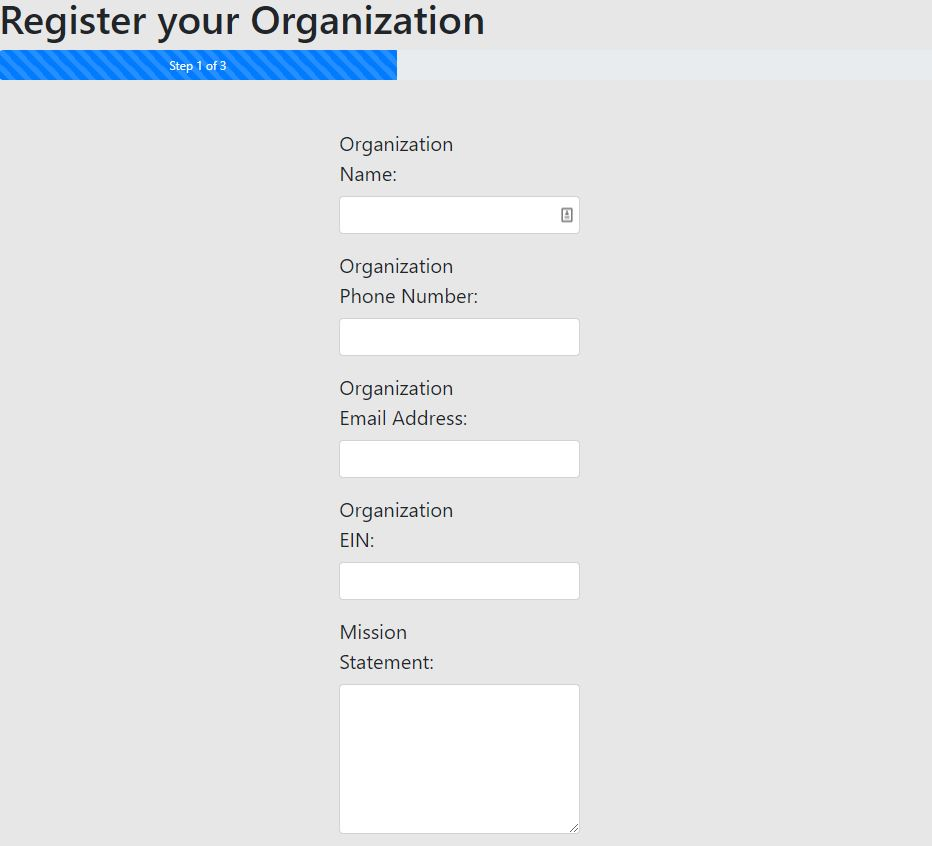 Register your Organization
Step 1 of 3
Organization
Name:
Organization
Phone Number:
Organization
Email Address:
Organization
EIN:
Mission
Statement: